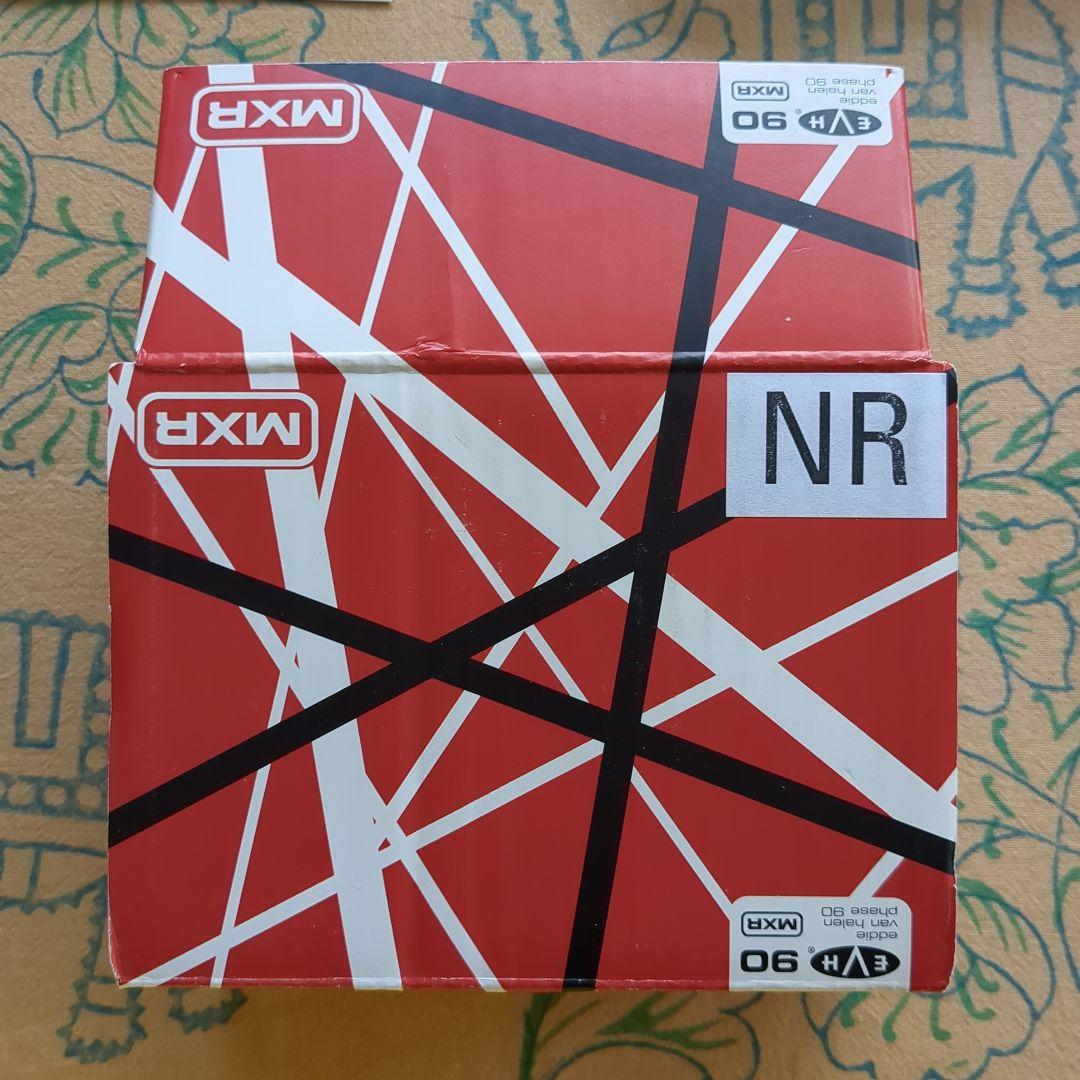 MXR
eddie
van halen
phase 90
MXR
EVH® 90
MXR
NR
eddie
van halen
phase 90
MXR
EVH® 90